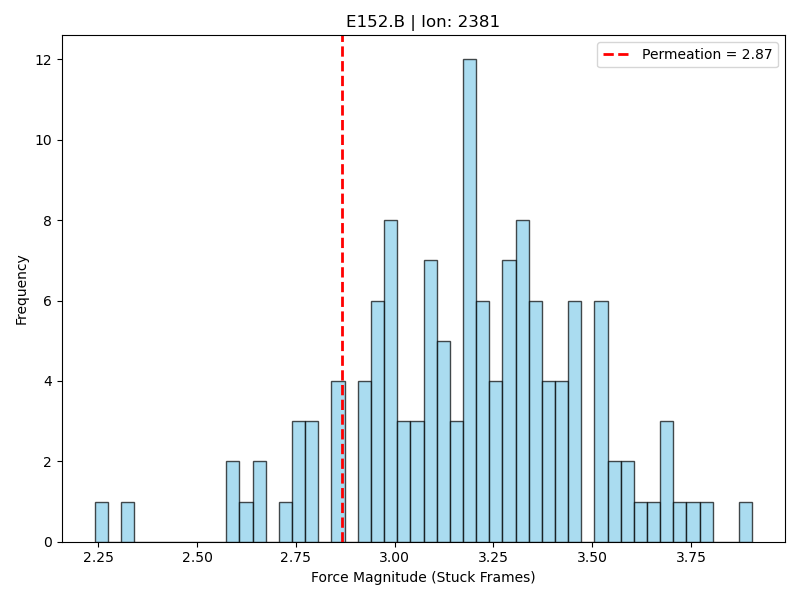 E152.B | Ion: 2381
Permeation = 2.87
Frequency
12
10
8
6
4
2
0
2.25 2.50 2.75 3.00 3.25 3.50 3.75
Force Magnitude (Stuck Frames)